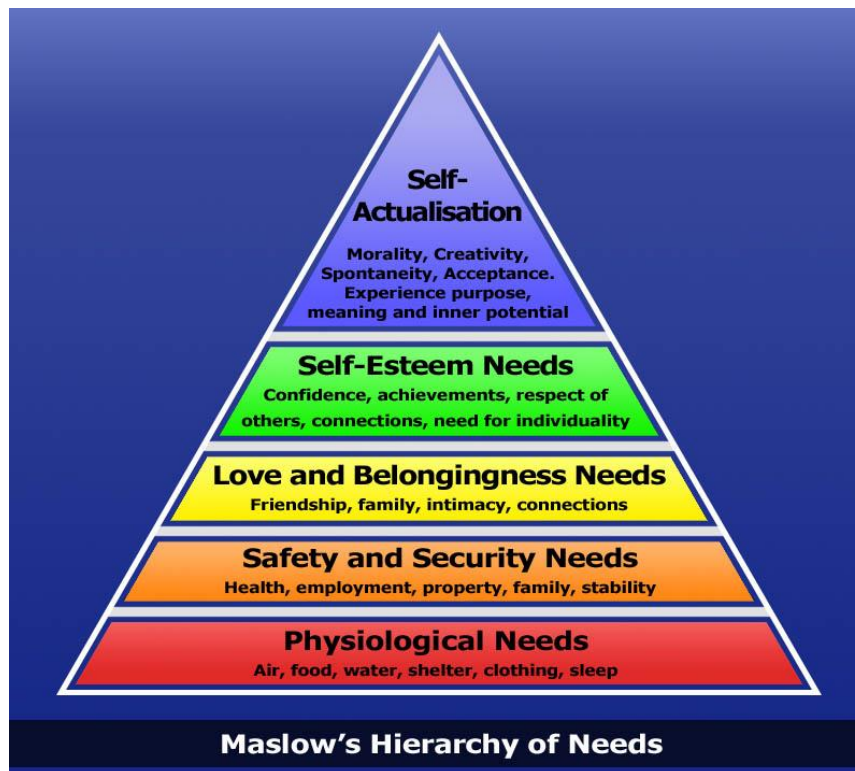 Self-
Actualisation
Morality, Creativity,
Spontaneity, Acceptance.
Experience purpose,
meaning and inner potential
Self-Esteem Needs
Confidence, achievements, respect of
others, connections, need for individuality
Love and Belongingness Needs
Friendship, family, intimacy, connections
Safety and Security Needs
Health, employment, property, family, stability
Physiological Needs
Air, food, water, shelter, clothing, sleep
Maslow’s Hierarchy of Needs